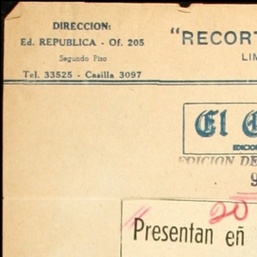 DIRECCION:
Ed. REPUBLICA - Of. 205
Segundo Piso
Tel. 33525 - Casilla 3097
"RECORT
LIM
El
EDICION DE
9
20
Presentan en